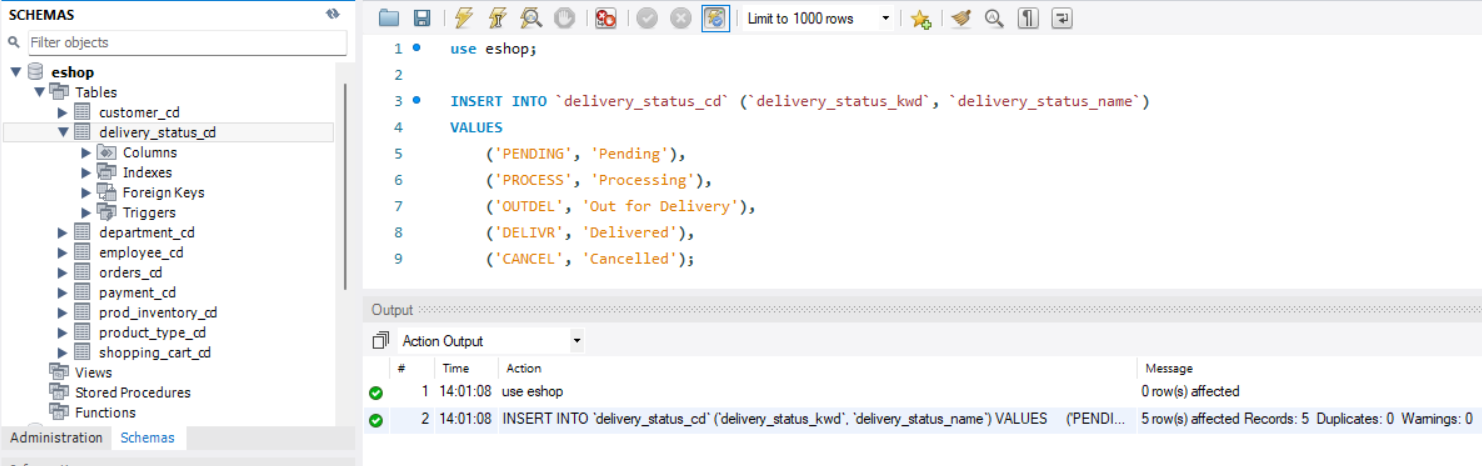 SCHEMAS
Filter objects
eshop
Tables
customer_cd
delivery_status_cd
Columns
Indexes
Foreign Keys
Triggers
department_cd
employee_cd
orders_cd
payment_cd
prod_inventory_cd
product_type_cd
shopping_cart_cd
Views
Stored Procedures
Functions
Administration Schemas
Limit to 1000 rows
1 use eshop;
2
3 INSERT INTO `delivery_status_cd` (`delivery_status_kwd`, `delivery_status_name`)
4 VALUES
5 ('PENDING', 'Pending'),
6 ('PROCESS', 'Processing'),
7 ('OUTDEL', 'Out for Delivery'),
8 ('DELIVR', 'Delivered'),
9 ('CANCEL', 'Cancelled');
Output
Action Output
# Time Action Message
1 14:01:08 use eshop 0 row(s) affected
2 14:01:08 INSERT INTO `delivery_status_cd` (`delivery_status_kwd`, `delivery_status_name`) VALUES ('PENDI... 5 row(s) affected Records: 5 Duplicates: 0 Warnings: 0